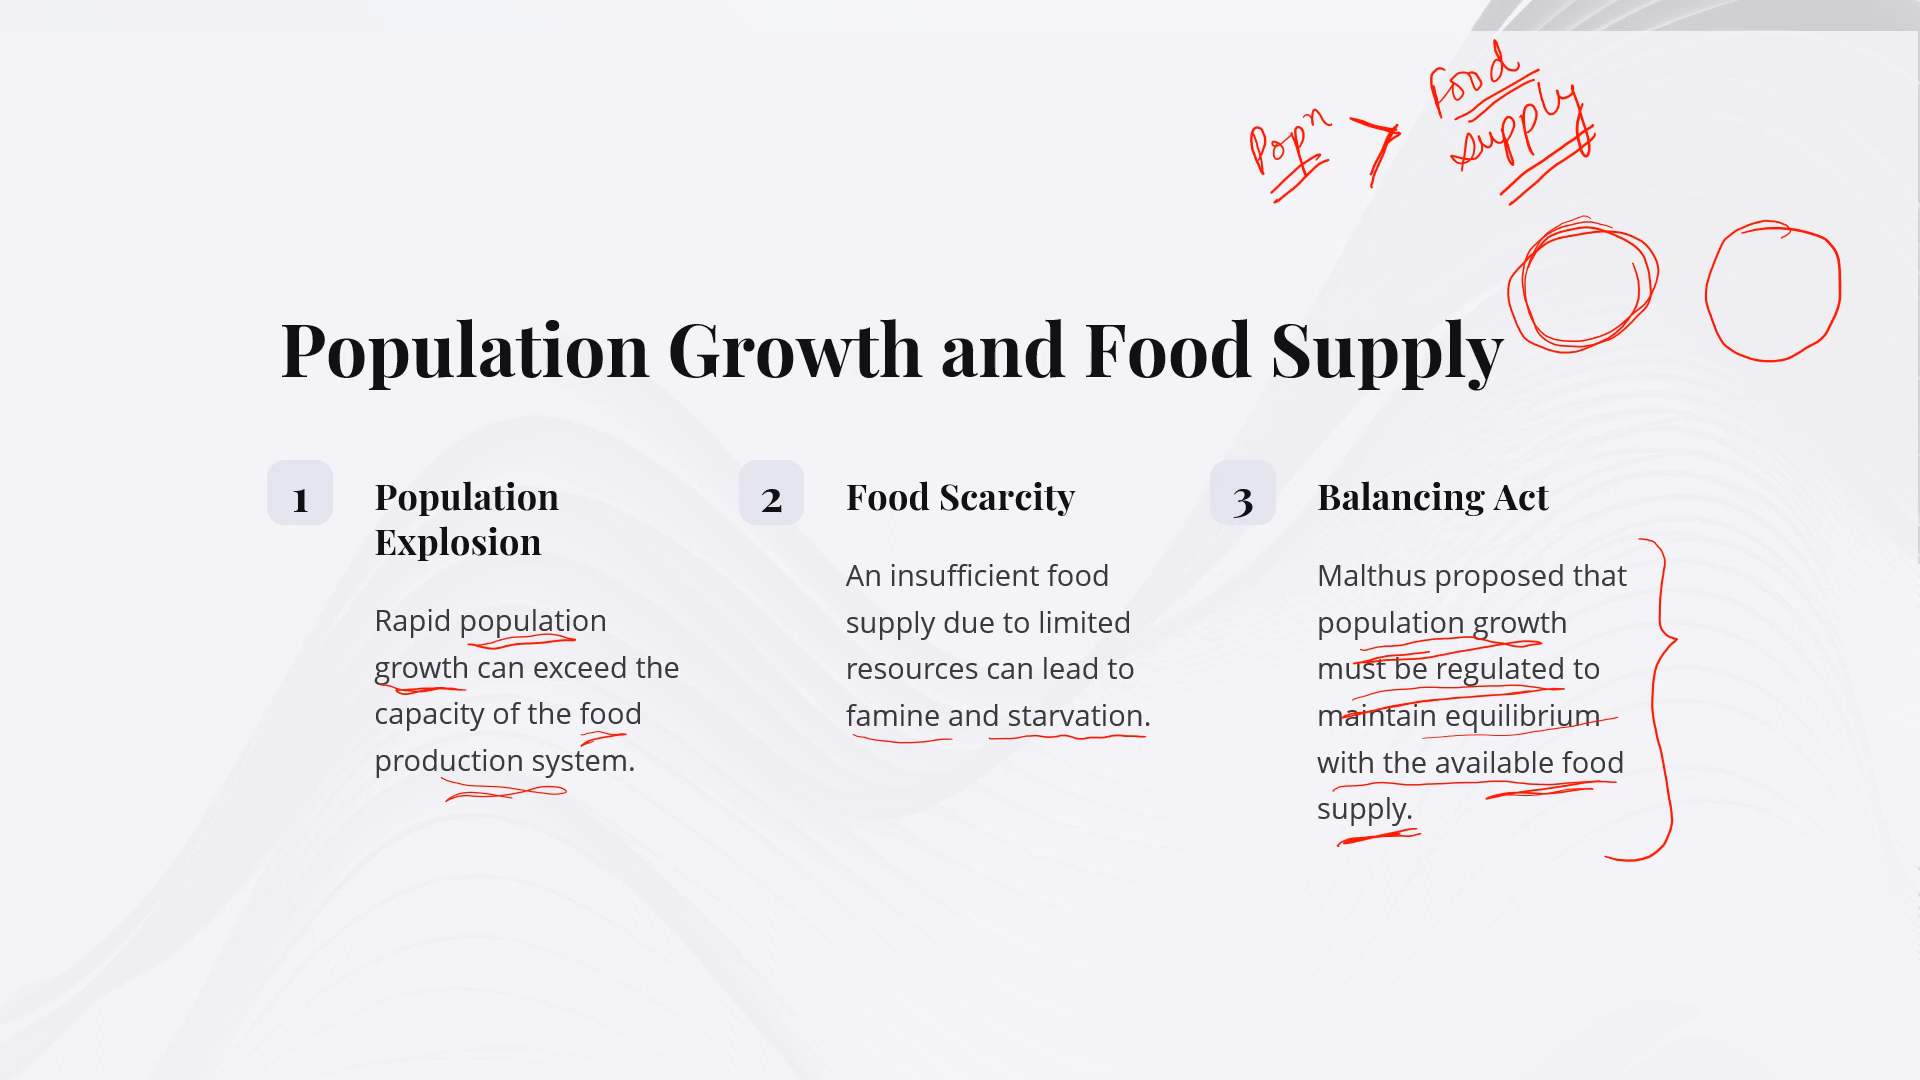 Popn > Food
supply
Population Growth and Food Supply
1
Population
Explosion
Rapid population
growth can exceed the
capacity of the food
production system.
2
Food Scarcity
An insufficient food
supply due to limited
resources can lead to
famine and starvation.
3
Balancing Act
Malthus proposed that
population growth
must be regulated to
maintain equilibrium
with the available food
supply.